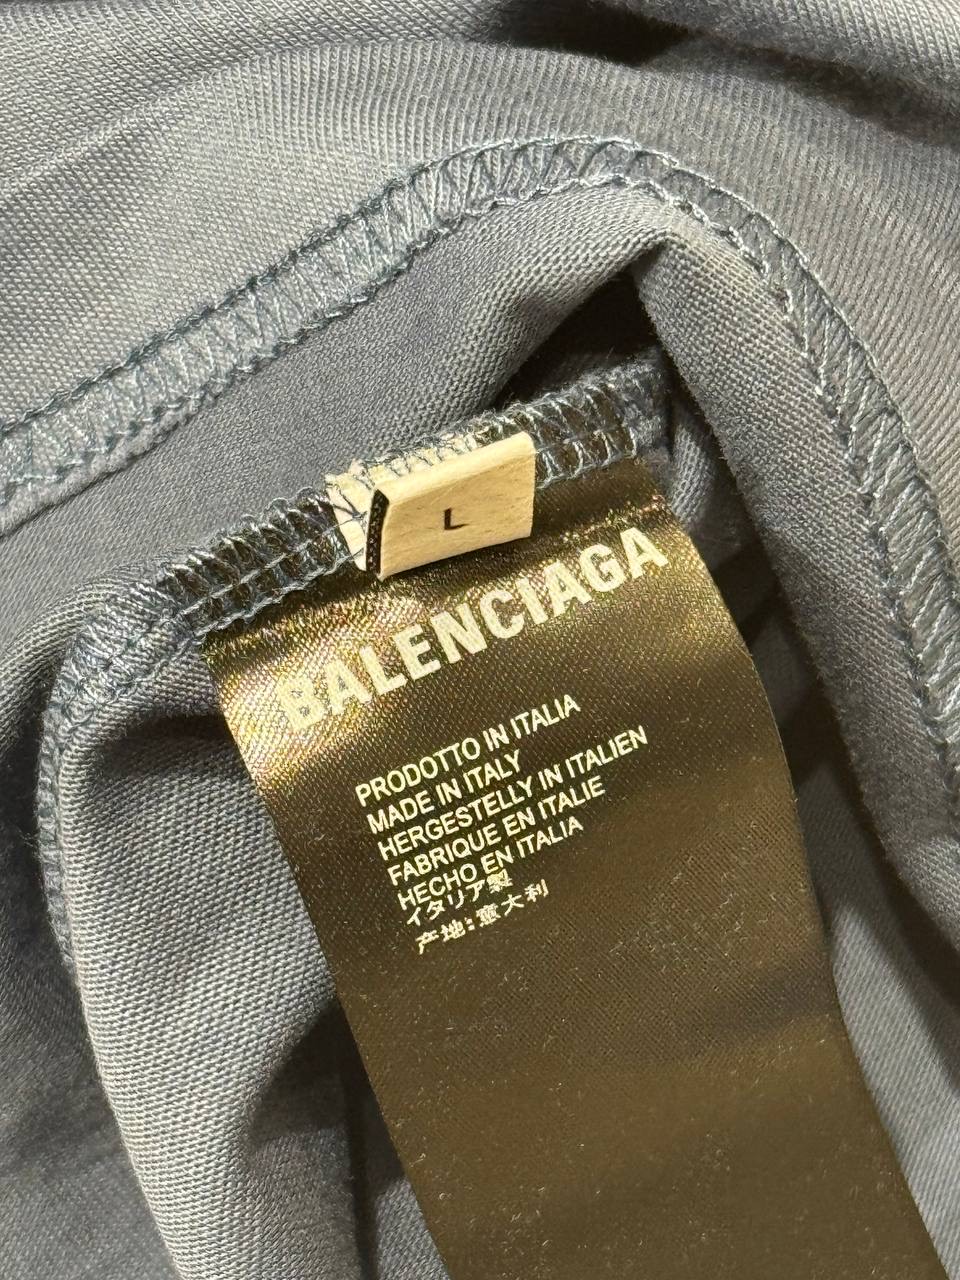 L
BALENCIAGA
PRODOTTO IN ITALIA
MADE IN ITALY
HERGESTELLY IN ITALIEN
FABRIQUE EN ITALIE
HECHO EN ITALIA
イタリア製
产地:意大利